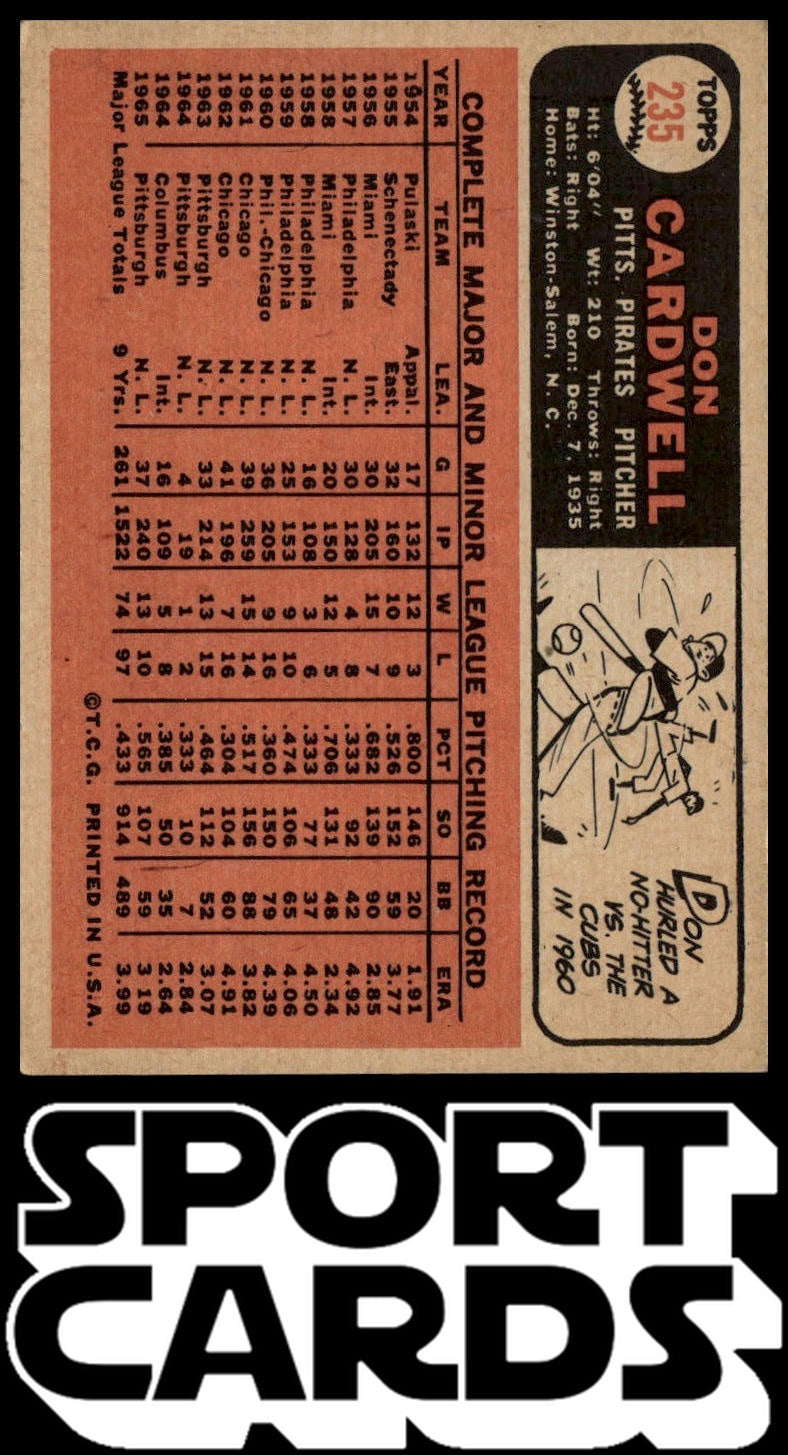 TOPPS
235
DON
CARDWELL
PITTS. PIRATES PITCHER
Ht: 6'04" Wt: 210 Throws: Right
Bats: Right Born: Dec. 7, 1935
Home: Winston-Salem, N. C.
DON
HURLED A
NO-HITTER
VS. THE
CUBS
IN 1960
COMPLETE MAJOR AND MINOR LEAGUE PITCHING RECORD
YEAR TEAM LEA. G IP W L PCT SO BB ERA
1954 Pulaski Appal. 17 132 12 3 .800 146 20 1.91
1955 Schenectady East. 32 160 10 9 .526 152 59 3.77
1956 Miami Int. 30 205 15 7 .682 139 90 2.85
1957 Philadelphia N. L. 30 128 4 8 .333 92 42 4.92
1958 Miami Int. 20 150 12 5 .706 131 48 2.34
1958 Philadelphia N. L. 16 108 3 6 .333 77 37 4.50
1959 Philadelphia N. L. 25 153 9 10 .474 106 65 4.06
1960 Phil.-Chicago N. L. 36 205 9 16 .360 150 79 4.39
1961 Chicago N. L. 39 259 15 14 .517 156 88 3.82
1962 Chicago N. L. 41 196 7 16 .304 104 60 4.91
1963 Pittsburgh N. L. 33 214 13 15 .464 112 52 3.07
1964 Pittsburgh N. L. 4 19 1 2 .333 10 7 2.84
1964 Columbus Int. 16 109 5 8 .385 50 35 2.64
1965 Pittsburgh N. L. 37 240 13 10 .565 107 59 3.19
Major League Totals 9 Yrs. 261 1522 74 97 .433 914 489 3.99
©T.C.G. PRINTED IN U.S.A.
SPORT
CARDS